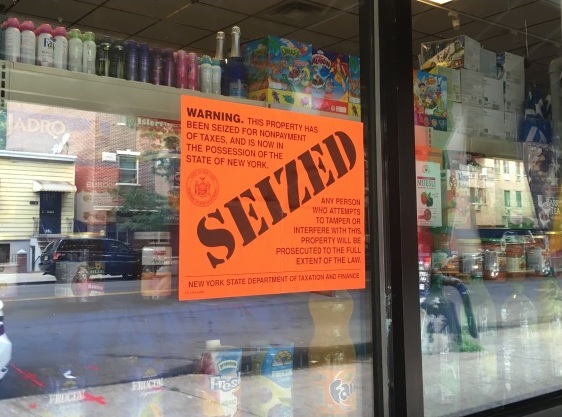 WARNING. THIS PROPERTY HAS
BEEN SEIZED FOR NONPAYMENT
OF TAXES, AND IS NOW IN
THE POSSESSION OF THE
STATE OF NEW YORK.
SEIZED
ANY PERSON
WHO ATTEMPTS
TO TAMPER OR
INTERFERE WITH THIS
PROPERTY WILL BE
PROSECUTED TO THE FULL
EXTENT OF THE LAW.
NEW YORK STATE DEPARTMENT OF TAXATION AND FINANCE